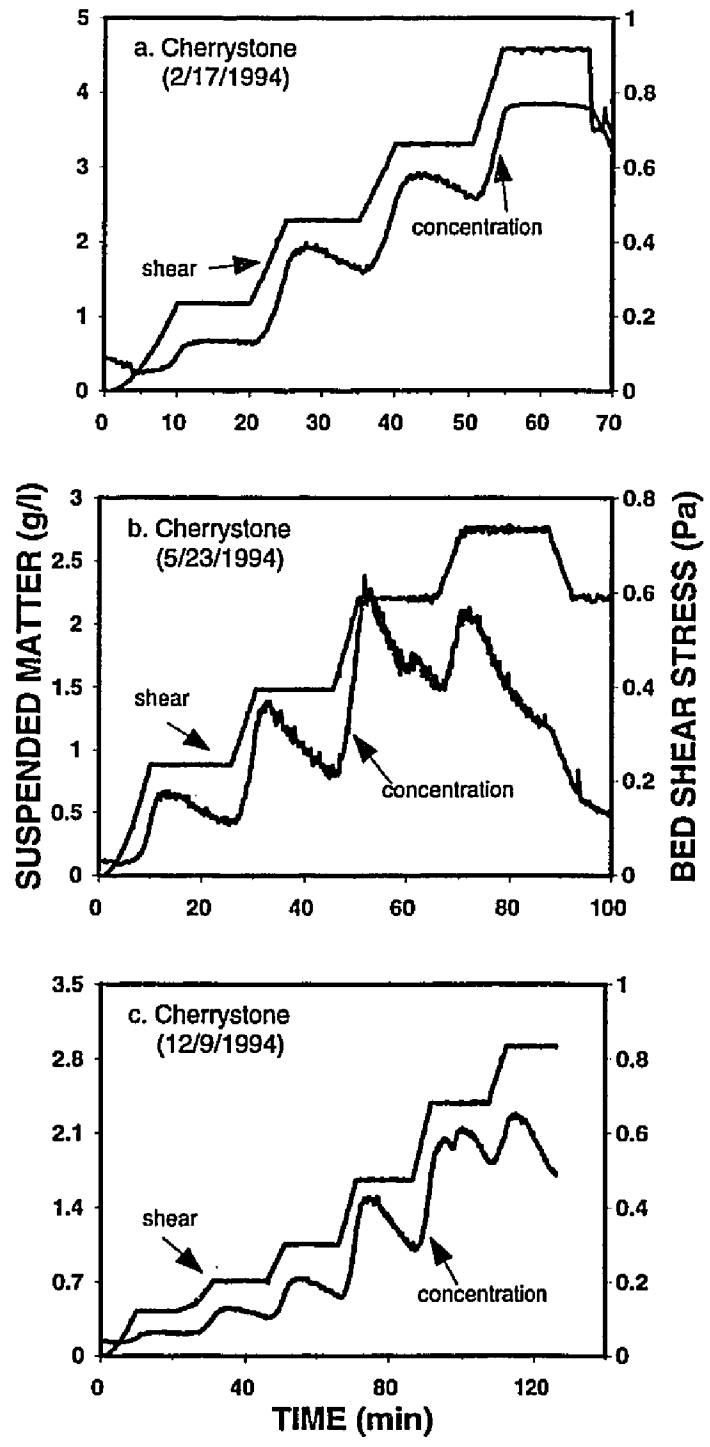 5
1
a. Cherrystone
(2/17/1994)
4
0.8
3
0.6
concentration
2
0.4
shear
1
0.2
0
0
0 10 20 30 40 50 60 70
SUSPENDED MATTER (g/l)
BED SHEAR STRESS (Pa)
3
0.8
b. Cherrystone
(5/23/1994)
2.5
2
0.6
1.5
0.4
shear
1
concentration
0.2
0.5
0
0
0 20 40 60 80 100
3.5
1
c. Cherrystone
(12/9/1994)
2.8
0.8
2.1
0.6
1.4
0.4
shear
0.7
0.2
concentration
0
0
0 40 80 120
TIME (min)